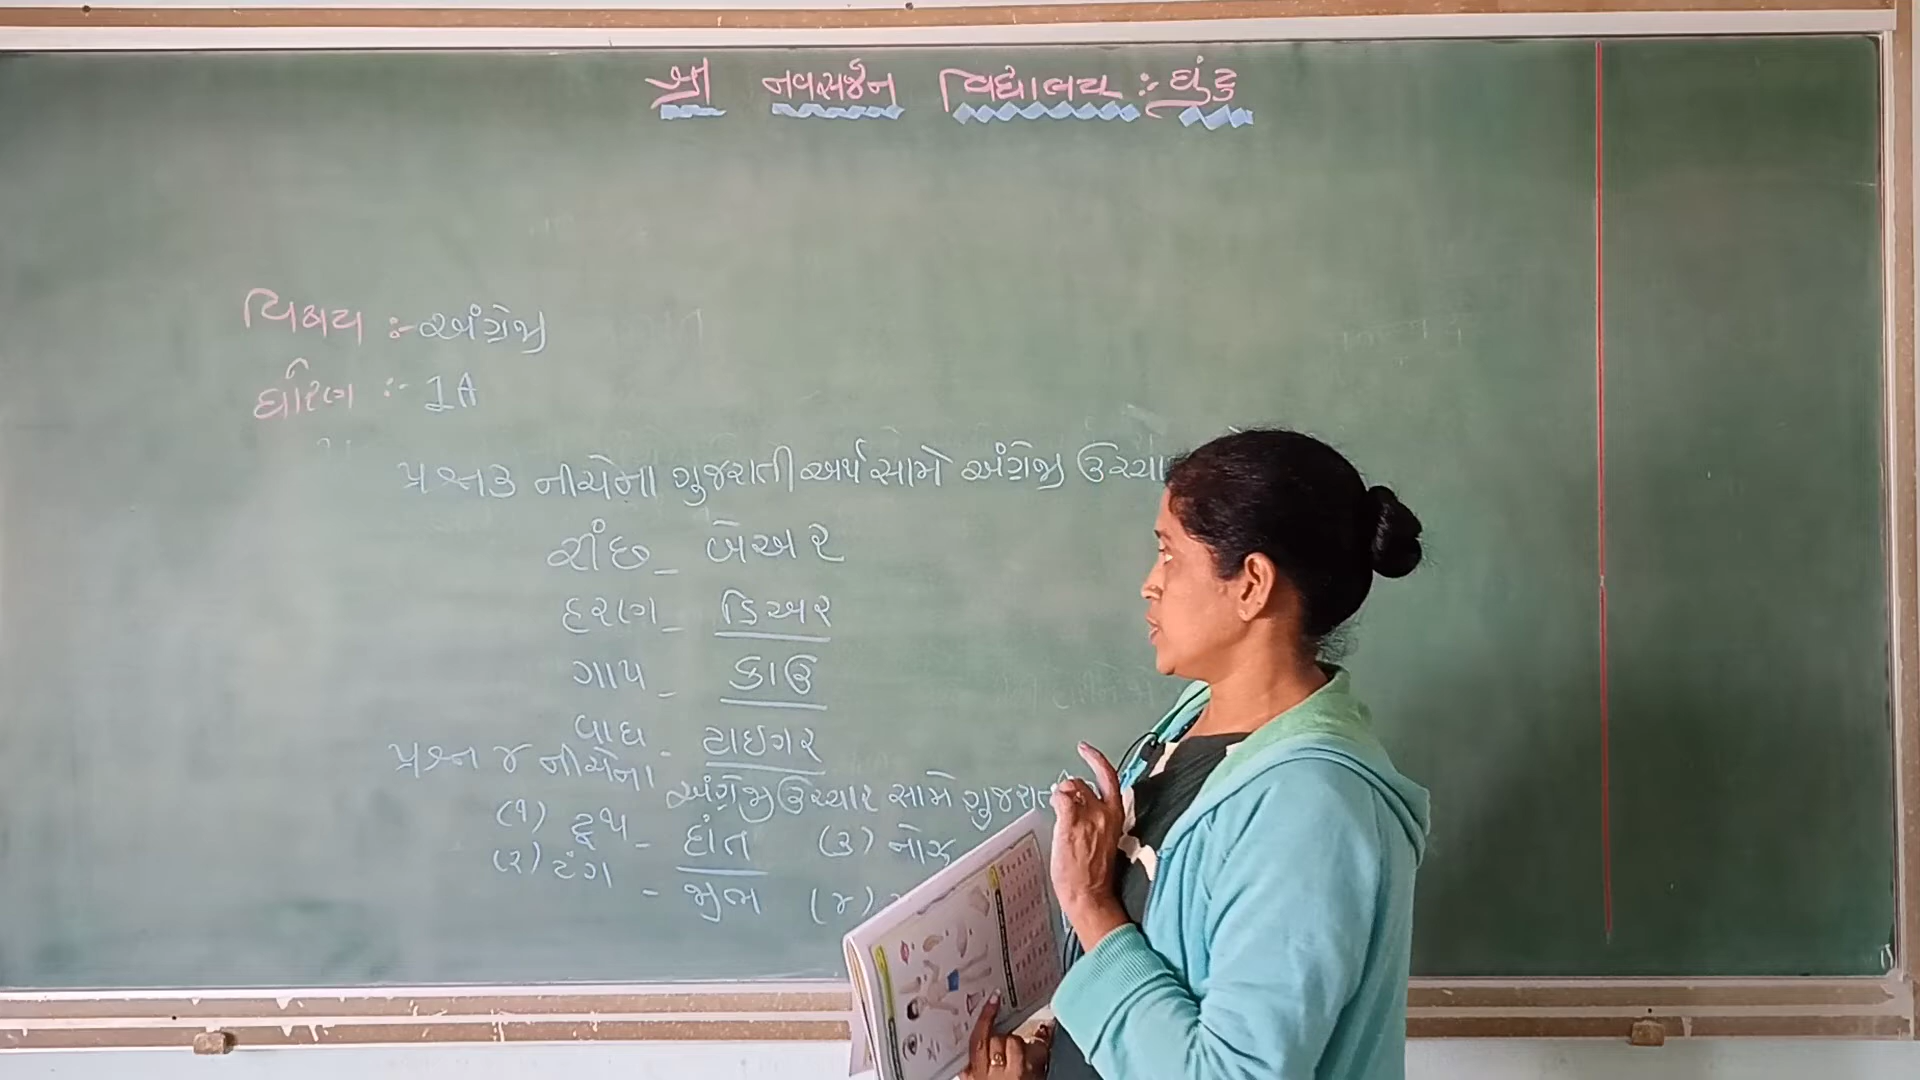 શ્રી નવસર્જન વિદ્યાલય :- ઘુંટુ
વિષય :- અંગ્રેજી
ધોરણ :- 1A
પ્રશ્ન ૩ નીચેના ગુજરાતી અર્થ સામે અંગ્રેજી ઉચ્ચા
રીંછ - બેઅર
હરણ - ડિઅર
ગાય - કાઉ
વાઘ - ટાઇગર
પ્રશ્ન ૪ નીચેના અંગ્રેજી ઉચ્ચાર સામે ગુજરાતી
(૧) ટુથ - દાંત (૩) નોઝ
(૨) ટંગ - જીભ (૪)